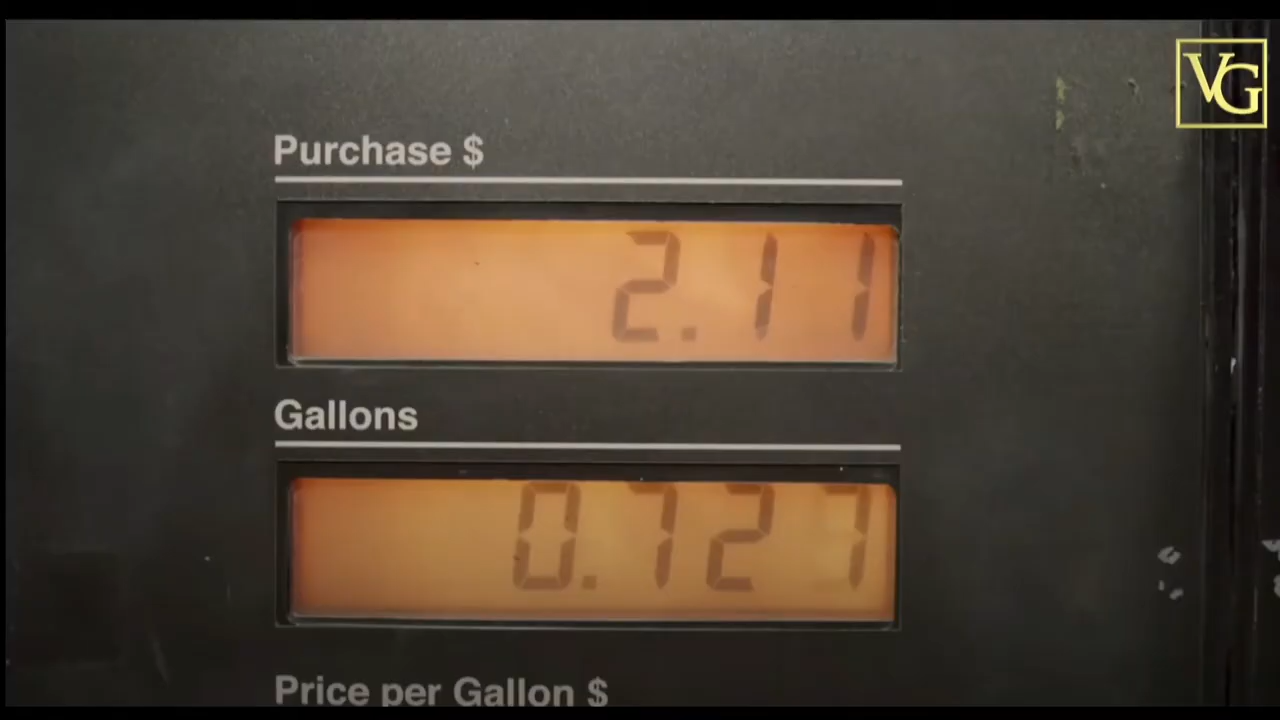 VG
Purchase $
2.11
Gallons
0.727
Price per Gallon $